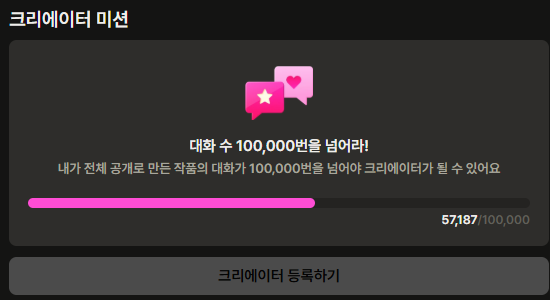 크리에이터 미션
대화 수 100,000번을 넘어라!
내가 전체 공개로 만든 작품의 대화가 100,000번을 넘어야 크리에이터가 될 수 있어요
57,187/100,000
크리에이터 등록하기